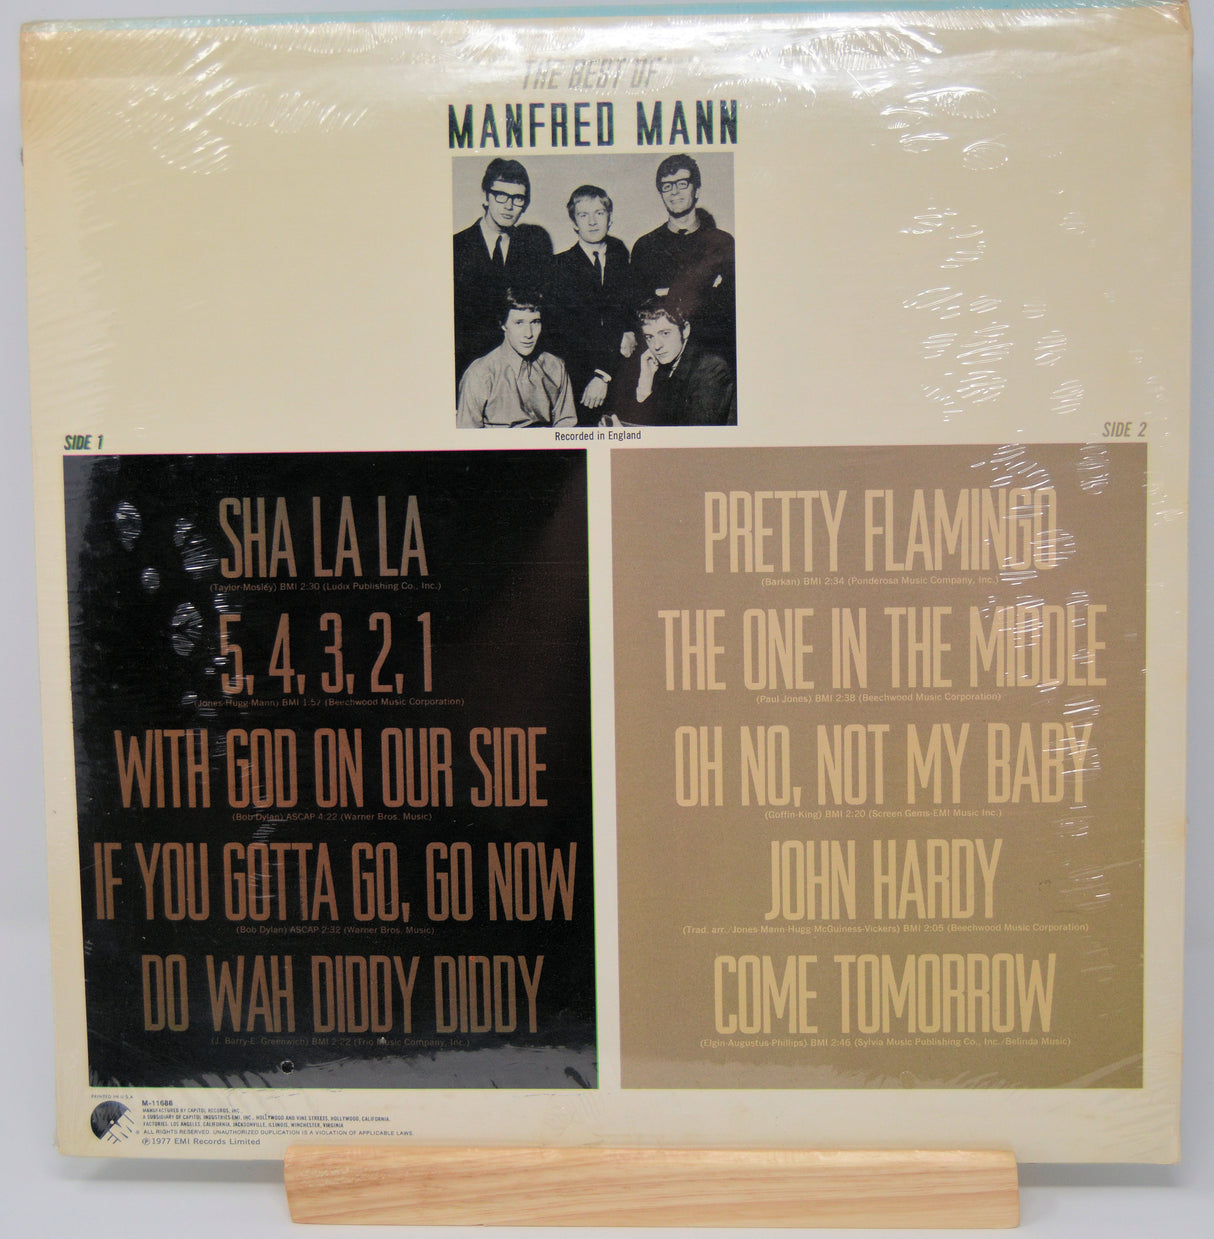 THE BEST OF
MANFRED MANN
Recorded in England
SIDE 1
SHA LA LA
(Taylor-Mosley) BMI 2:30 (Ludix Publishing Co., Inc.)
5, 4, 3, 2, 1
(Jones-Hugg-Mann) BMI 1:57 (Beechwood Music Corporation)
WITH GOD ON OUR SIDE
(Bob Dylan) ASCAP 4:22 (Warner Bros. Music)
IF YOU GOTTA GO, GO NOW
(Bob Dylan) ASCAP 2:32 (Warner Bros. Music)
DO WAH DIDDY DIDDY
(J. Barry-E. Greenwich) BMI 2:22 (Trio Music Company, Inc.)
SIDE 2
PRETTY FLAMINGO
(Barkan) BMI 2:34 (Ponderosa Music Company, Inc.)
THE ONE IN THE MIDDLE
(Paul Jones) BMI 2:38 (Beechwood Music Corporation)
OH NO, NOT MY BABY
(Goffin-King) BMI 2:20 (Screen Gems-EMI Music Inc.)
JOHN HARDY
(Trad. arr.: Jones-Mann-Hugg-McGuiness-Vickers) BMI 2:05 (Beechwood Music Corporation)
COME TOMORROW
(Elgin-Augustus-Phillips) BMI 2:46 (Sylvia Music Publishing Co., Inc./Belinda Music)
PRINTED IN U.S.A.
EMI
M-11688
MANUFACTURED BY CAPITOL RECORDS, INC.,
A SUBSIDIARY OF CAPITOL INDUSTRIES-EMI, INC., HOLLYWOOD AND VINE STREETS, HOLLYWOOD, CALIFORNIA.
FACTORIES: LOS ANGELES, CALIFORNIA, JACKSONVILLE, ILLINOIS, WINCHESTER, VIRGINIA
ALL RIGHTS RESERVED. UNAUTHORIZED DUPLICATION IS A VIOLATION OF APPLICABLE LAWS.
℗ 1977 EMI Records Limited